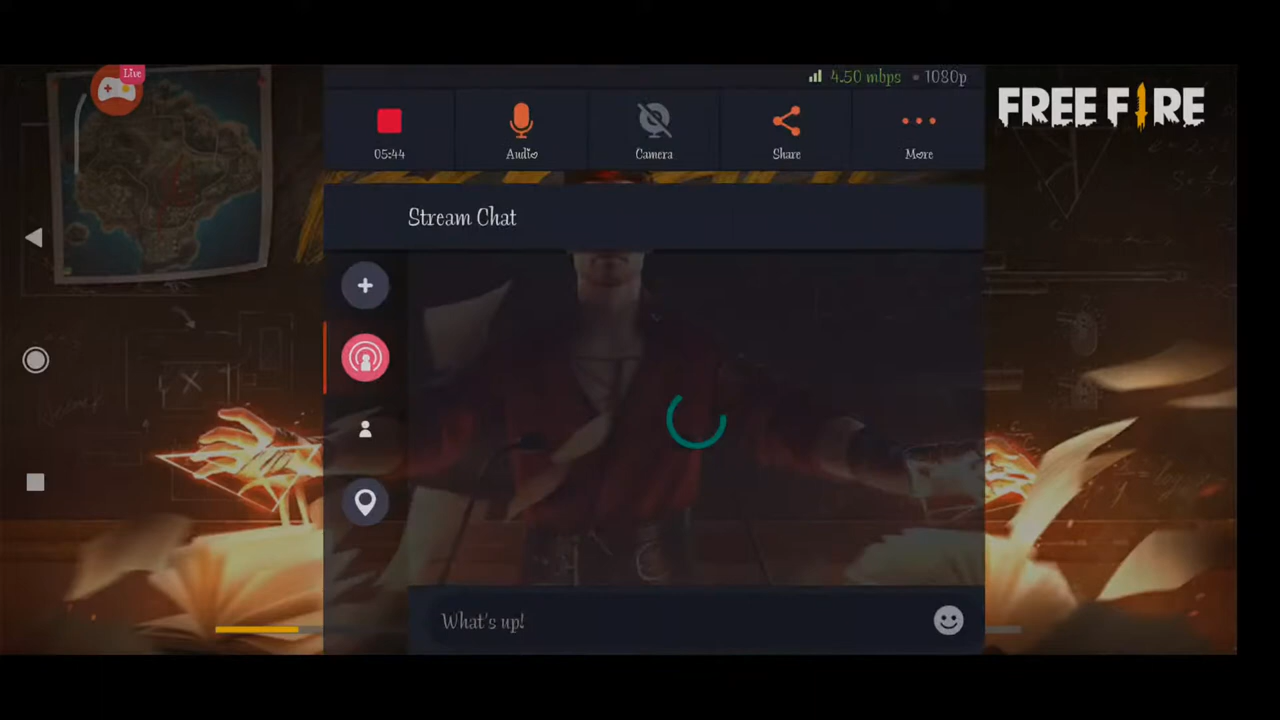 Live
4.50 mbps
1080p
FREE FIRE
05:44
Audio
Camera
Share
More
Stream Chat
What's up!